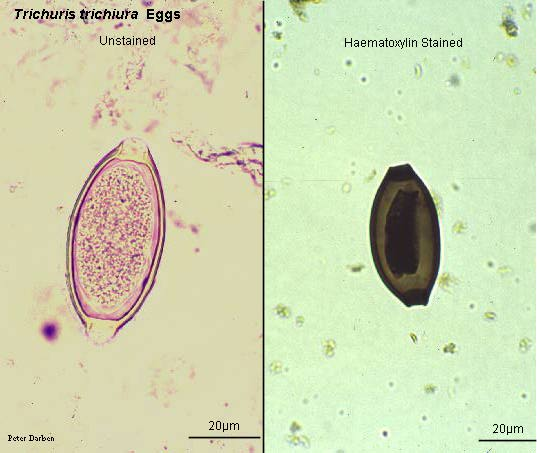 Trichuris trichiura Eggs
Unstained
Haematoxylin Stained
Peter Darben
20µm
20µm